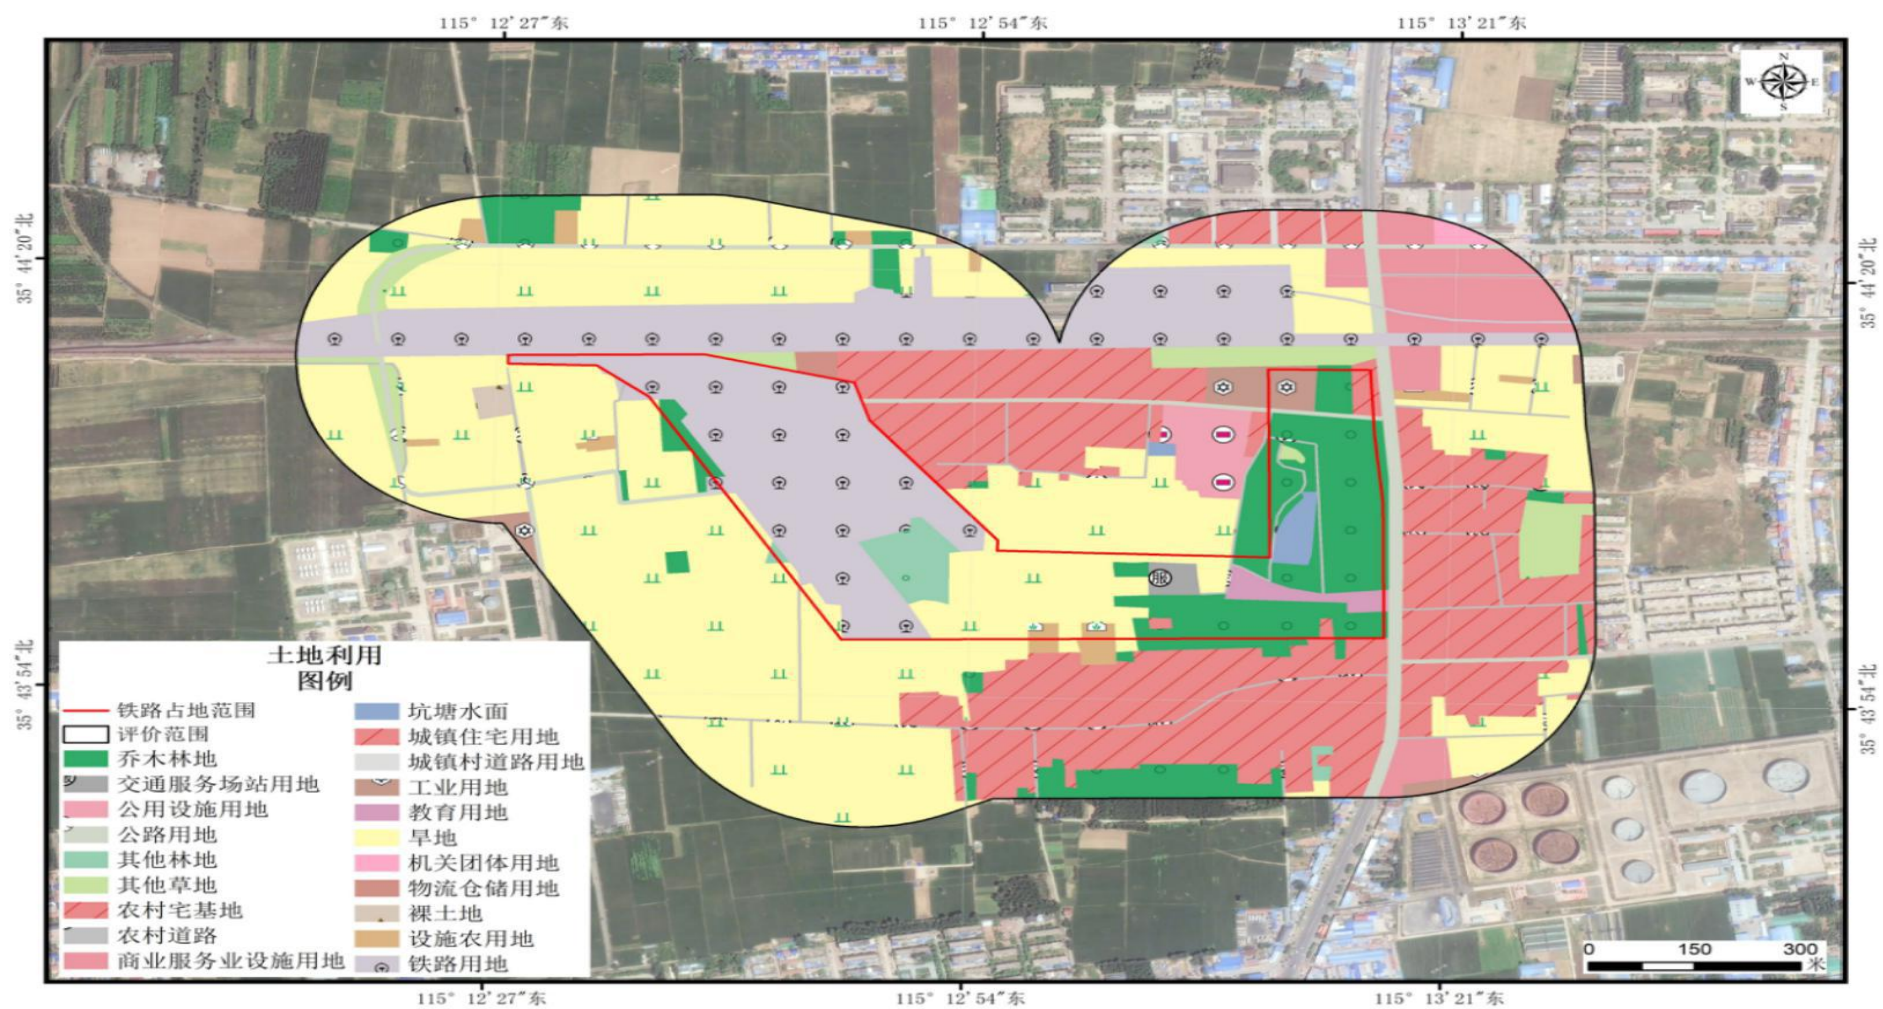 115° 12′27″东
115° 12′54″东
115° 13′21″东
N
W
E
S
35° 44′20″北
35° 44′20″北
35° 43′54″北
35° 43′54″北
服
土地利用
图例
铁路占地范围
评价范围
乔木林地
交通服务场站用地
公用设施用地
公路用地
其他林地
其他草地
农村宅基地
农村道路
商业服务业设施用地
坑塘水面
城镇住宅用地
城镇村道路用地
工业用地
教育用地
旱地
机关团体用地
物流仓储用地
裸土地
设施农用地
铁路用地
0 150 300
米
115° 12′27″东
115° 12′54″东
115° 13′21″东